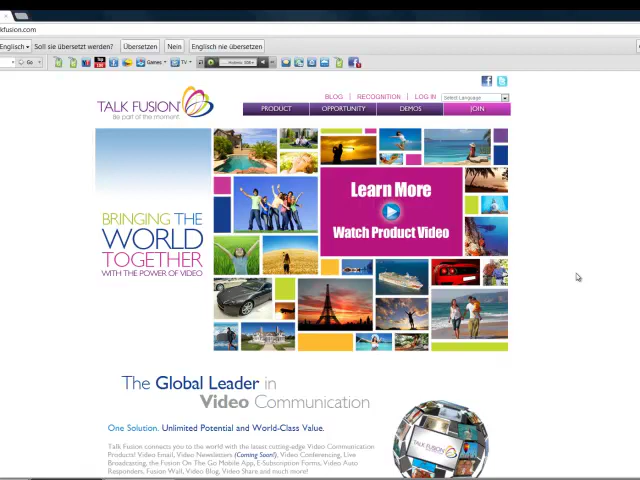 kfusion.com
Englisch Soll sie übersetzt werden? Übersetzen Nein Englisch nie übersetzen
Go Games TV
BLOG | RECOGNITION | LOG IN Select Language
TALK FUSION
Be part of the moment.
PRODUCT OPPORTUNITY DEMOS JOIN
Learn More
Watch Product Video
BRINGING THE
WORLD
TOGETHER
WITH THE POWER OF VIDEO
The Global Leader in
Video Communication
One Solution. Unlimited Potential and World-Class Value.
Talk Fusion connects you to the world with the latest cutting-edge Video Communication
Products! Video Email, Video Newsletters (Coming Soon!), Video Conferencing, Live
Broadcasting, the Fusion On The Go Mobile App, E-Subscription Forms, Video Auto
Responders, Fusion Wall, Video Blog, Video Share and much more!
TALK FUSION